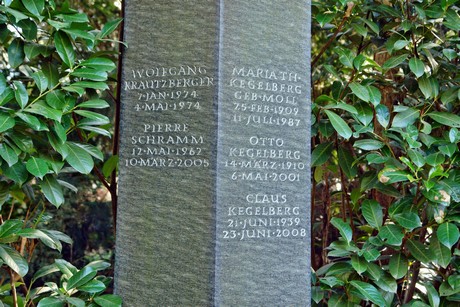 WOLFGANG
KRAUTZBERGER
7·JAN·1974
4·MAI·1974
PIERRE
SCHRAMM
12·MAI·1962
10·MÄRZ·2005
MARIA TH·
KEGELBERG
GEB·MOLL
25·FEB·1909
11·JULI·1987
OTTO
KEGELBERG
14·MÄRZ·1910
6·MAI·2001
CLAUS
KEGELBERG
21·JUNI·1939
23·JUNI·2008